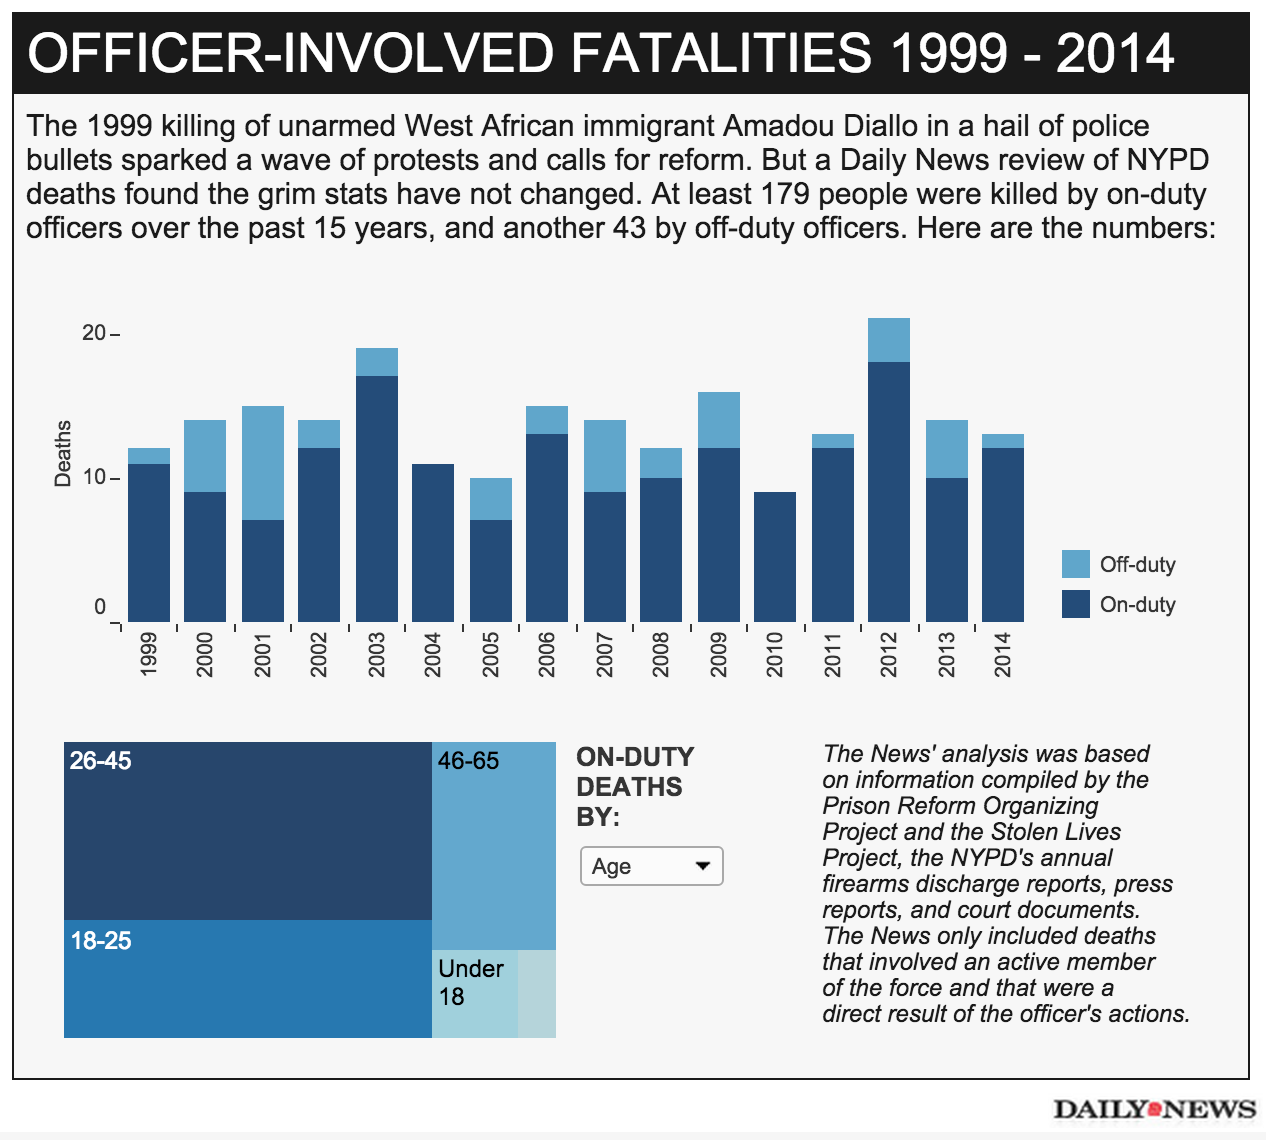 OFFICER-INVOLVED FATALITIES 1999 - 2014
The 1999 killing of unarmed West African immigrant Amadou Diallo in a hail of police
bullets sparked a wave of protests and calls for reform. But a Daily News review of NYPD
deaths found the grim stats have not changed. At least 179 people were killed by on-duty
officers over the past 15 years, and another 43 by off-duty officers. Here are the numbers:
20
Deaths
10
0
Off-duty
On-duty
1999
2000
2001
2002
2003
2004
2005
2006
2007
2008
2009
2010
2011
2012
2013
2014
26-45
46-65
18-25
Under
18
ON-DUTY
DEATHS
BY:
Age
The News' analysis was based
on information compiled by the
Prison Reform Organizing
Project and the Stolen Lives
Project, the NYPD's annual
firearms discharge reports, press
reports, and court documents.
The News only included deaths
that involved an active member
of the force and that were a
direct result of the officer's actions.
DAILY NEWS